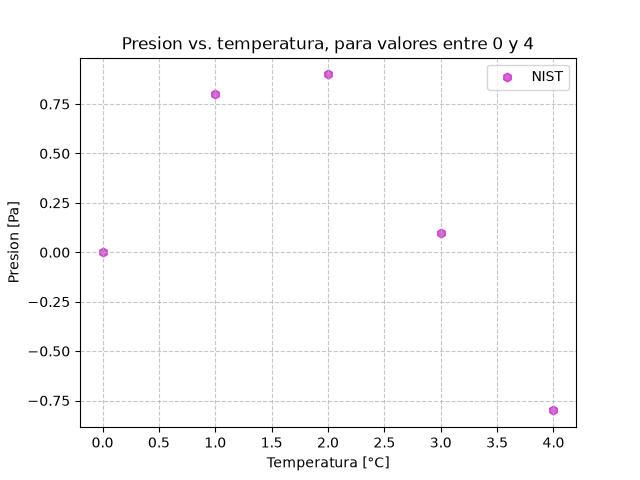 Presion vs. temperatura, para valores entre 0 y 4
NIST
Presion [Pa]
0.75
0.50
0.25
0.00
−0.25
−0.50
−0.75
0.0 0.5 1.0 1.5 2.0 2.5 3.0 3.5 4.0
Temperatura [°C]